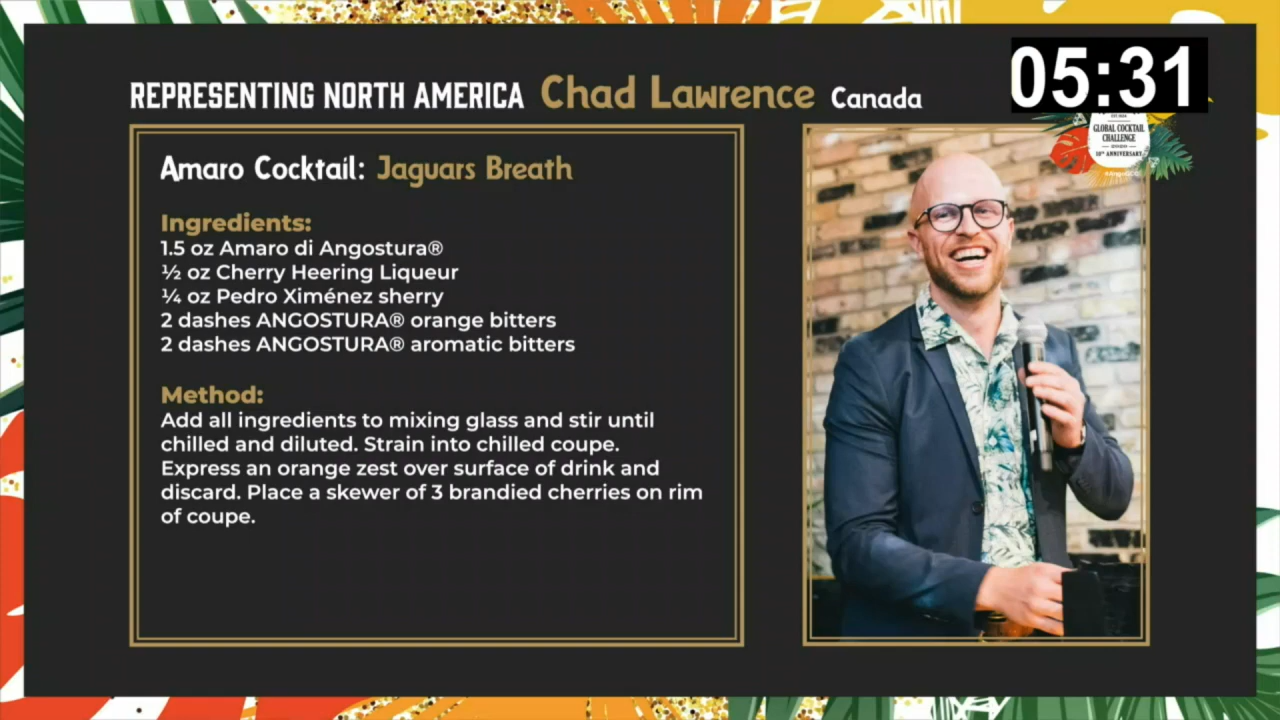 05:31
REPRESENTING NORTH AMERICA Chad Lawrence Canada
GLOBAL COCKTAIL
CHALLENGE
10TH ANNIVERSARY
Amaro Cocktail: Jaguars Breath
Ingredients:
1.5 oz Amaro di Angostura®
½ oz Cherry Heering Liqueur
¼ oz Pedro Ximénez sherry
2 dashes ANGOSTURA® orange bitters
2 dashes ANGOSTURA® aromatic bitters
Method:
Add all ingredients to mixing glass and stir until
chilled and diluted. Strain into chilled coupe.
Express an orange zest over surface of drink and
discard. Place a skewer of 3 brandied cherries on rim
of coupe.